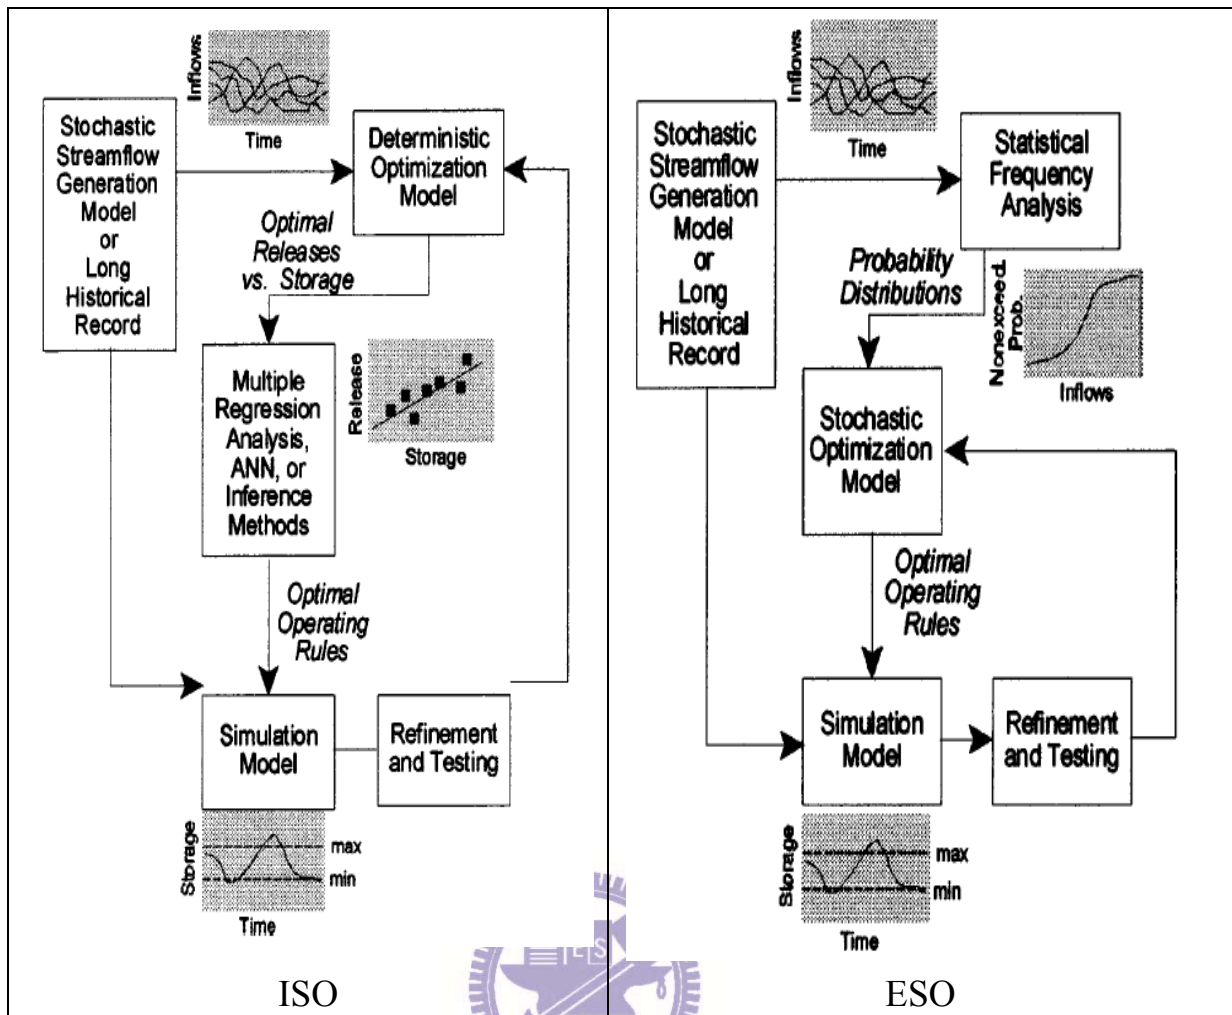 Inflows
Time
Stochastic
Streamflow
Generation
Model
or
Long
Historical
Record
Deterministic
Optimization
Model
Optimal
Releases
vs. Storage
Multiple
Regression
Analysis,
ANN, or
Inference
Methods
Release
Storage
Optimal
Operating
Rules
Simulation
Model
Refinement
and Testing
Storage
max
min
Time
ISO
Inflows
Time
Stochastic
Streamflow
Generation
Model
or
Long
Historical
Record
Statistical
Frequency
Analysis
Probability
Distributions
Nonexceed.
Prob.
Inflows
Stochastic
Optimization
Model
Optimal
Operating
Rules
Simulation
Model
Refinement
and Testing
Storage
max
min
Time
ESO